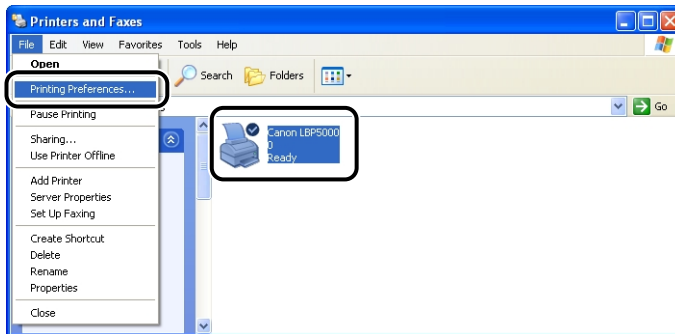 Printers and Faxes
File Edit View Favorites Tools Help
Open
Search Folders
Printing Preferences...
Go
Pause Printing
Sharing...
Use Printer Offline
Add Printer
Server Properties
Set Up Faxing
Create Shortcut
Delete
Rename
Properties
Close
Canon LBP5000
0
Ready